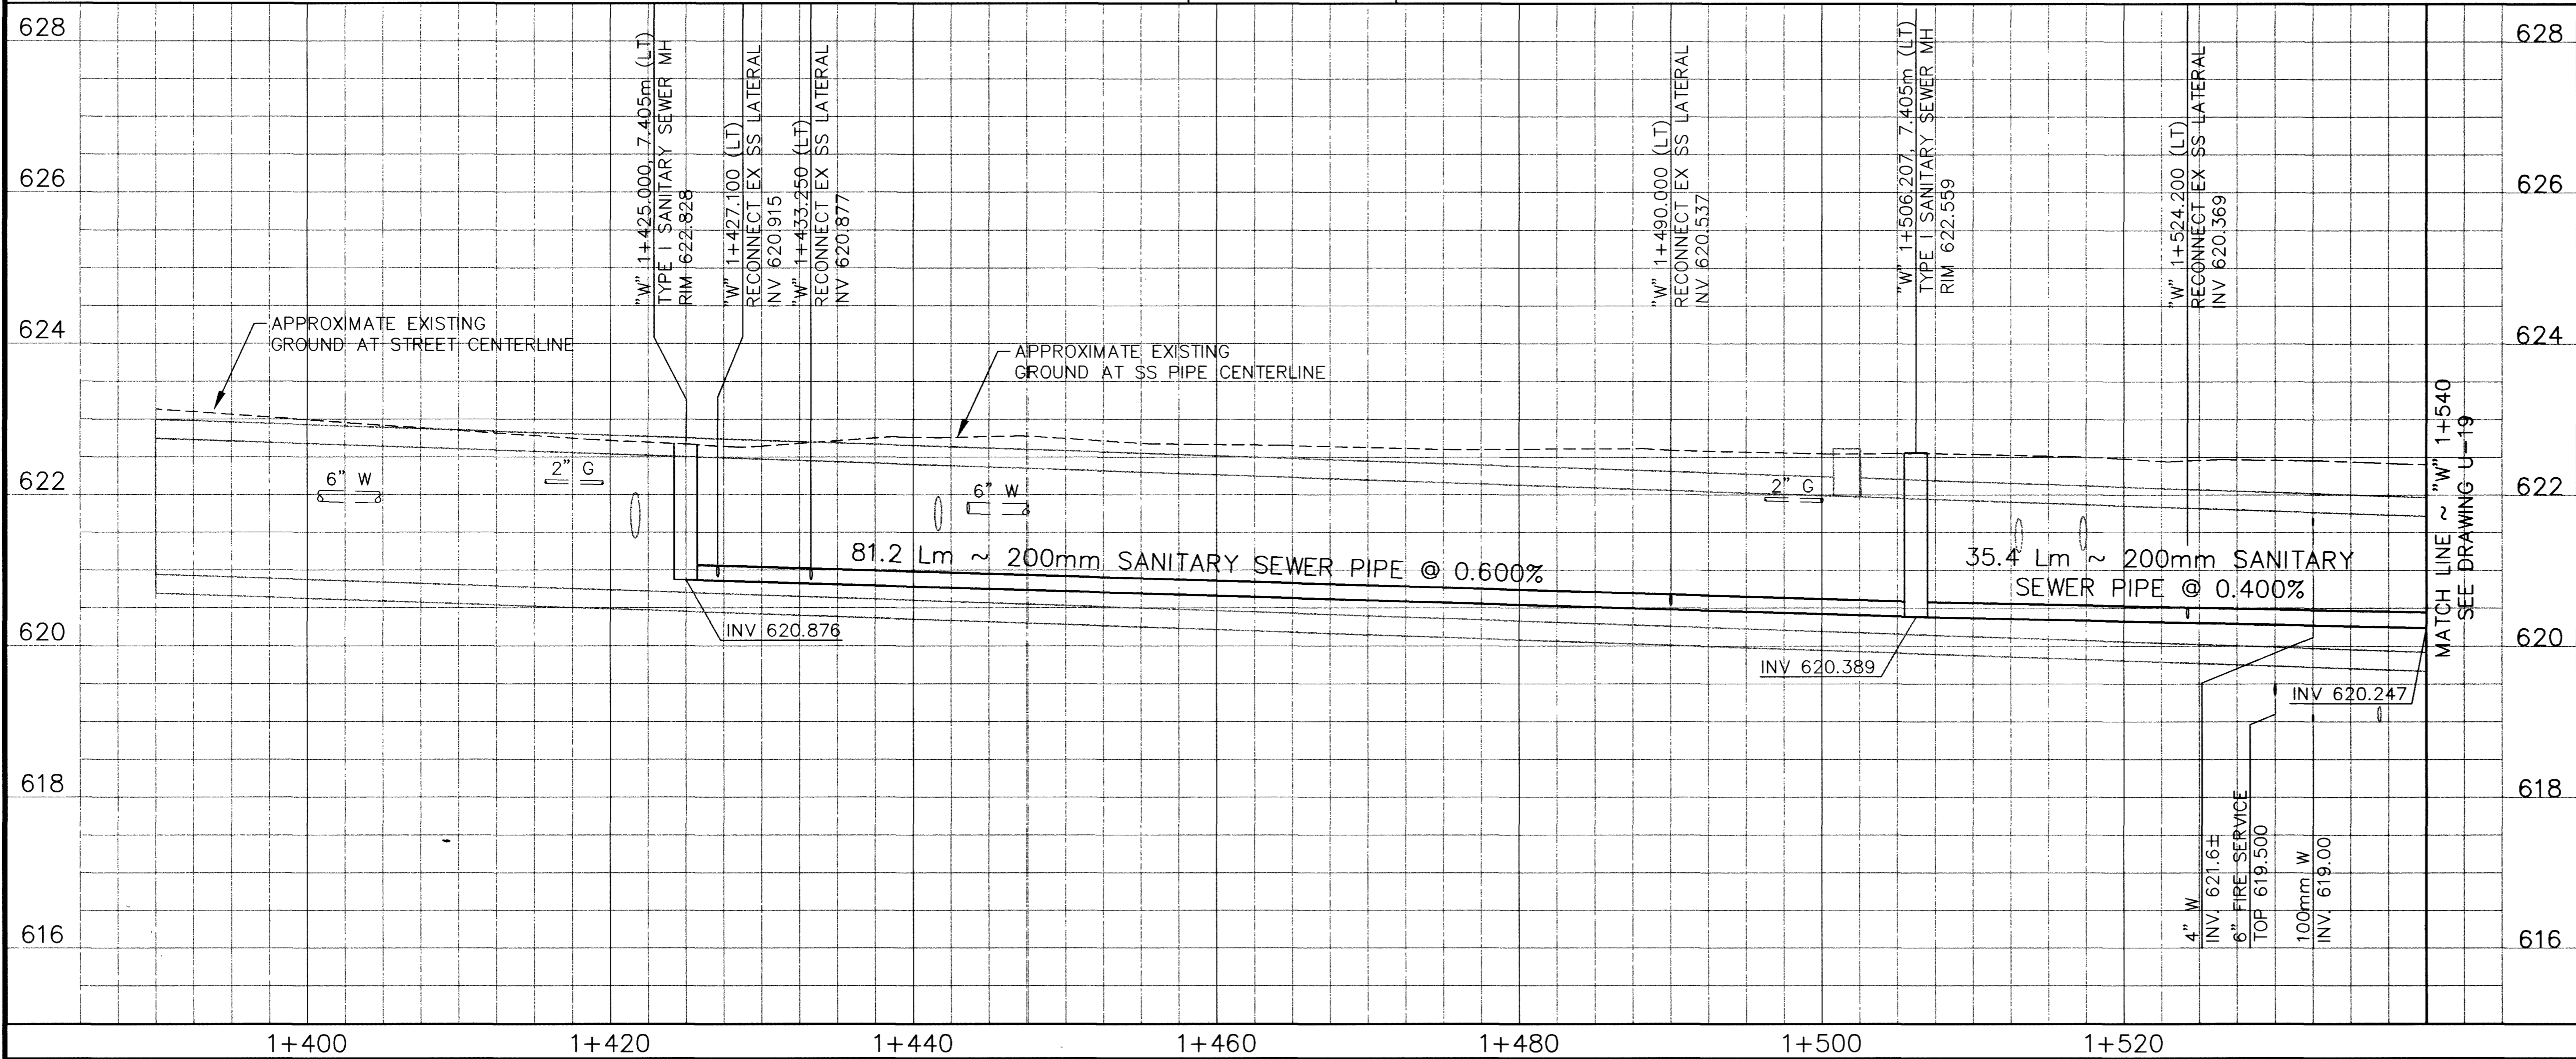 628
626
624
622
620
618
616
"W" 1+425.000, 7.405m (LT)
TYPE I SANITARY SEWER MH
RIM 622.828
"W" 1+427.100 (LT)
RECONNECT EX SS LATERAL
INV 620.915
"W" 1+433.250 (LT)
RECONNECT EX SS LATERAL
INV 620.877
"W" 1+490.000 (LT)
RECONNECT EX SS LATERAL
INV 620.537
"W" 1+506.207, 7.405m (LT)
TYPE I SANITARY SEWER MH
RIM 622.559
"W" 1+524.200 (LT)
RECONNECT EX SS LATERAL
INV 620.369
APPROXIMATE EXISTING
GROUND AT STREET CENTERLINE
APPROXIMATE EXISTING
GROUND AT SS PIPE CENTERLINE
6" W
2" G
6" W
2" G
81.2 Lm ~ 200mm SANITARY SEWER PIPE @ 0.600%
35.4 Lm ~ 200mm SANITARY
SEWER PIPE @ 0.400%
INV 620.876
INV 620.389
INV 620.247
MATCH LINE ~ "W" 1+540
SEE DRAWING U-19
4" W
INV. 621.6±
6" FIRE SERVICE
TOP 619.500
100mm W
INV. 619.00
628
626
624
622
620
618
616
1+400
1+420
1+440
1+460
1+480
1+500
1+520